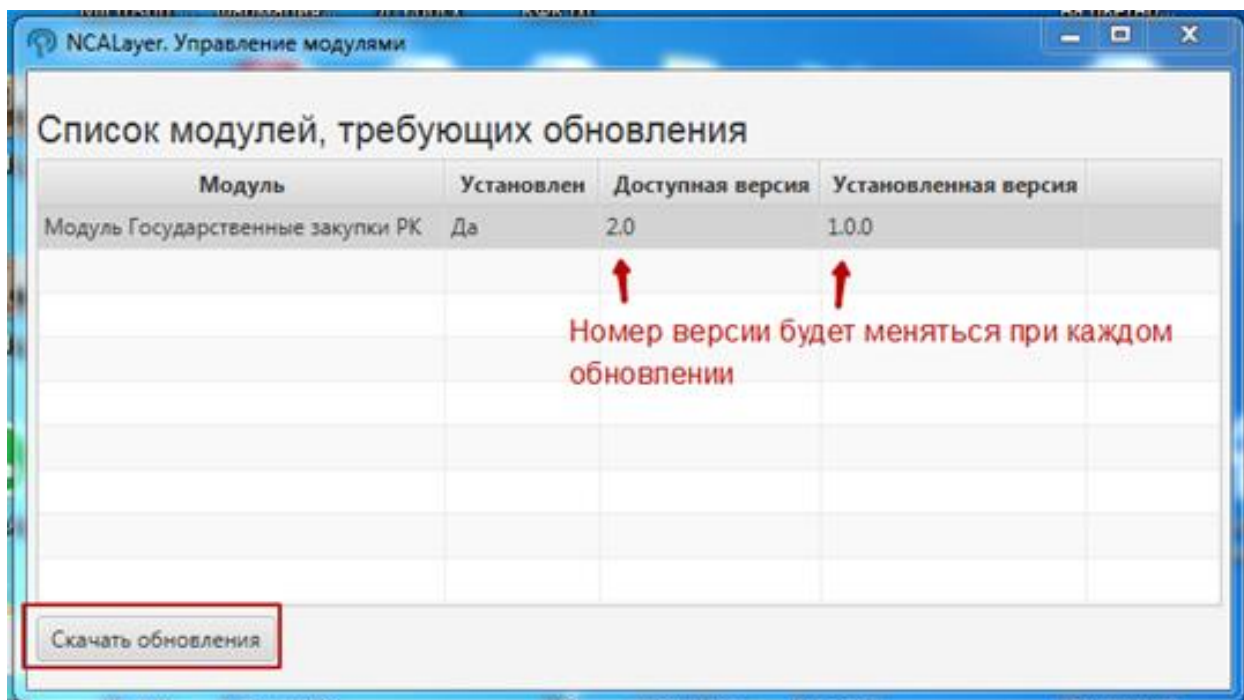 NCALayer. Управление модулями
Список модулей, требующих обновления
Модуль Установлен Доступная версия Установленная версия
Модуль Государственные закупки РК Да 2.0 1.0.0
Номер версии будет меняться при каждом
обновлении
Скачать обновления